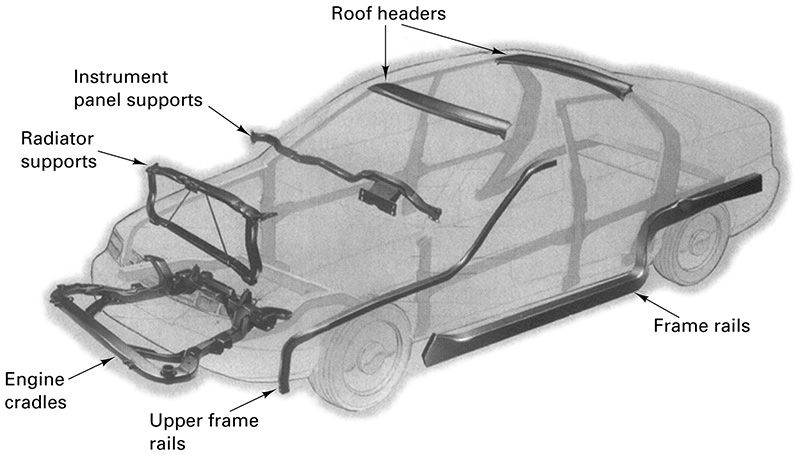 Roof headers
Instrument
panel supports
Radiator
supports
Frame rails
Engine
cradles
Upper frame
rails